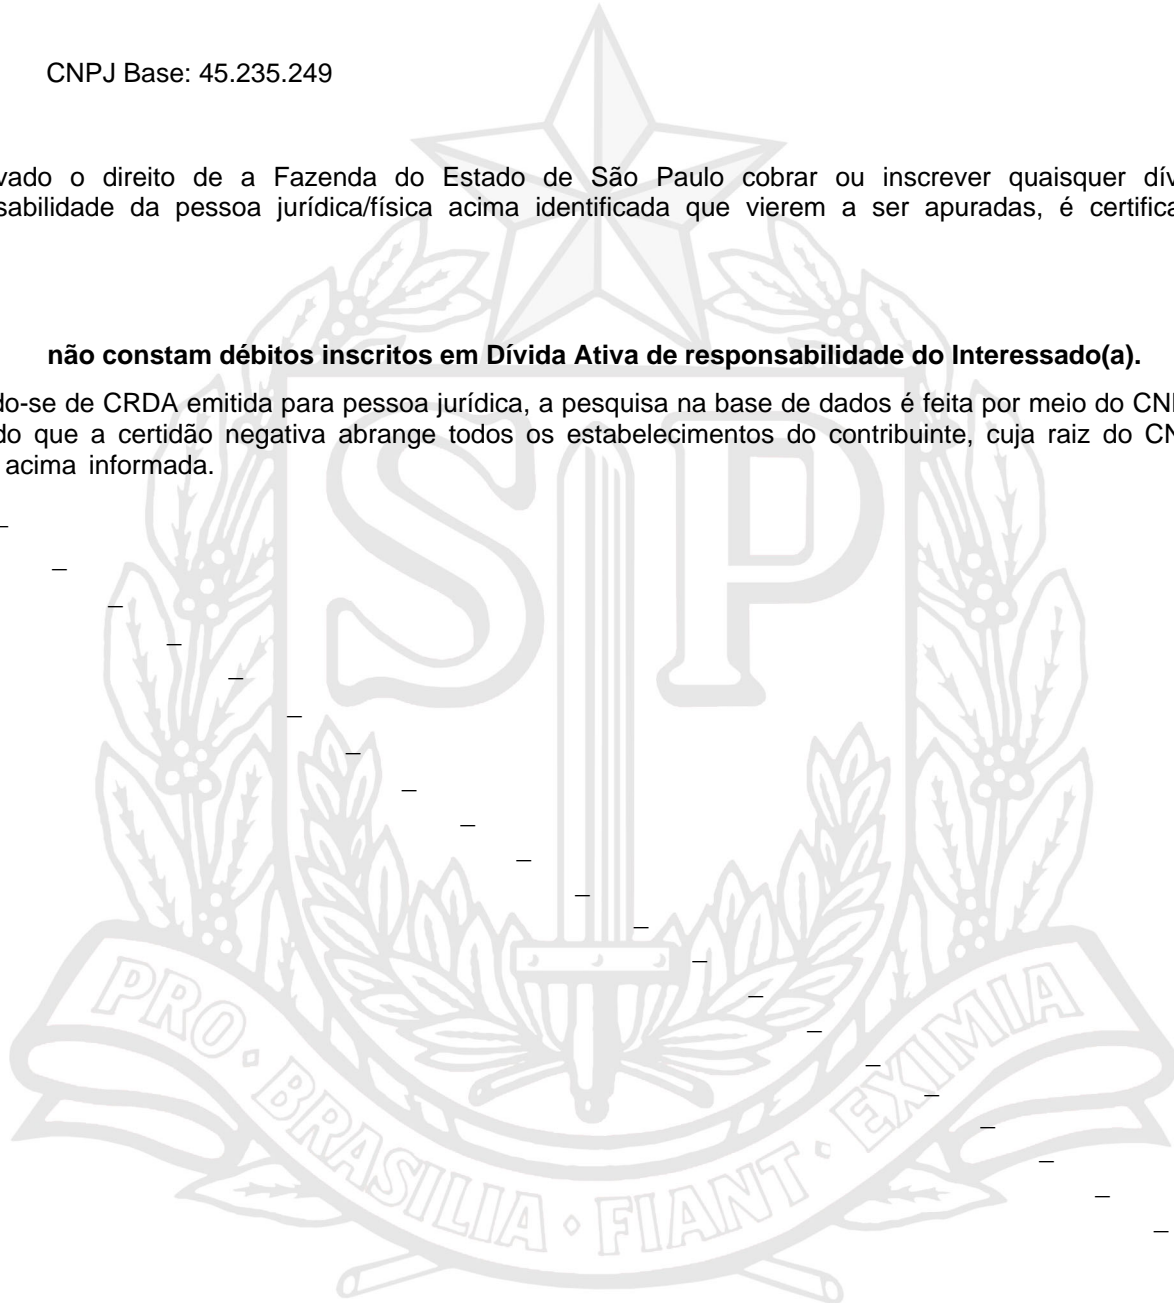 CNPJ Base: 45.235.249
vado o direito de a Fazenda do Estado de São Paulo cobrar ou inscrever quaisquer dív
sabilidade da pessoa jurídica/física acima identificada que vierem a ser apuradas, é certifica
não constam débitos inscritos em Dívida Ativa de responsabilidade do Interessado(a).
do-se de CRDA emitida para pessoa jurídica, a pesquisa na base de dados é feita por meio do CN
do que a certidão negativa abrange todos os estabelecimentos do contribuinte, cuja raiz do CN
acima informada.
SP
PRO • BRASILIA • FIANT • EXIMIA